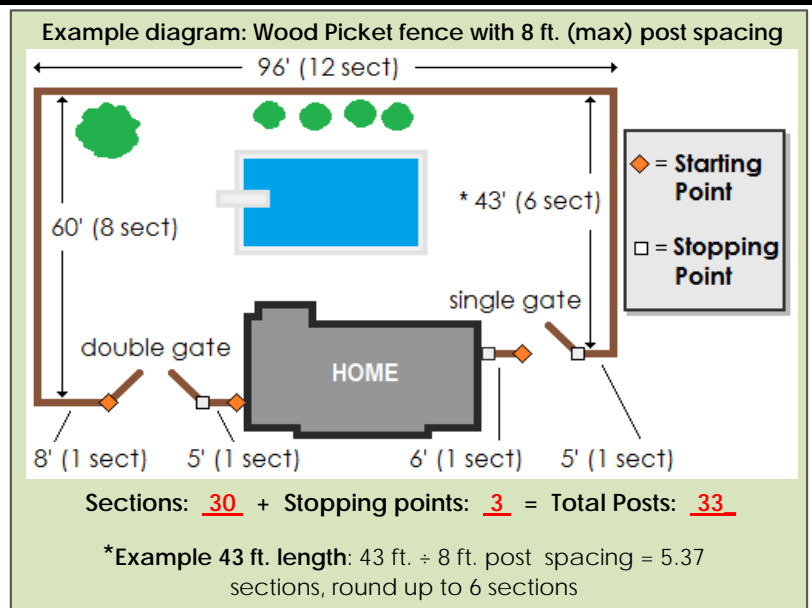 Example diagram: Wood Picket fence with 8 ft. (max) post spacing
96' (12 sect)
60' (8 sect)
* 43' (6 sect)
= Starting
Point
= Stopping
Point
single gate
double gate
HOME
8' (1 sect)
5' (1 sect)
6' (1 sect)
5' (1 sect)
Sections: 30 + Stopping points: 3 = Total Posts: 33_
*Example 43 ft. length: 43 ft. ÷ 8 ft. post spacing = 5.37
sections, round up to 6 sections